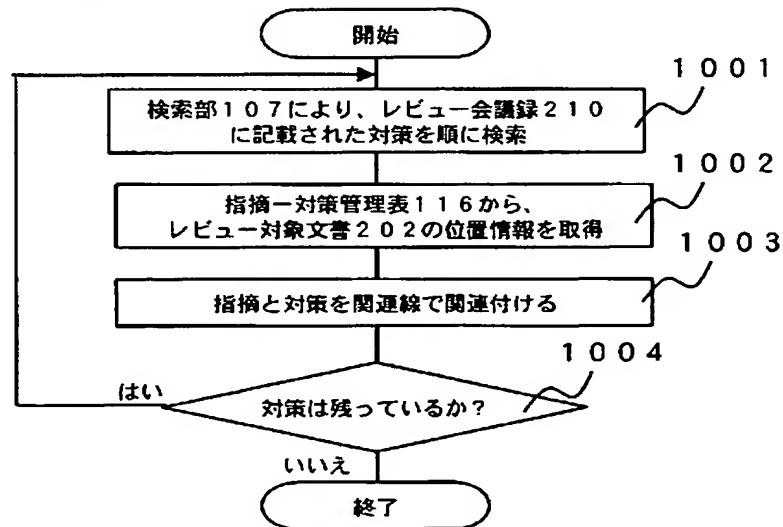 開始
1001
検索部107により、レビュー会議録210
に記載された対策を順に検索
1002
指摘ー対策管理表116から、
レビュー対象文書202の位置情報を取得
1003
指摘と対策を関連線で関連付ける
1004
はい
対策は残っているか?
いいえ
終了